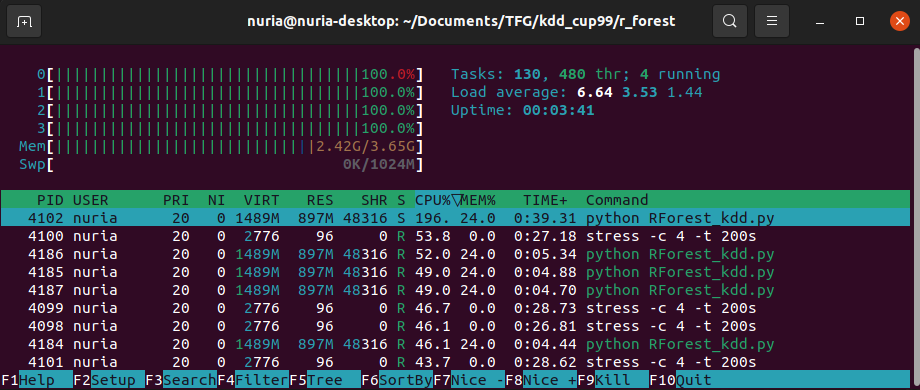 nuria@nuria-desktop: ~/Documents/TFG/kdd_cup99/r_forest
0[||||||||||||||||||||||||||||||||||100.0%] Tasks: 130, 480 thr; 4 running
1[||||||||||||||||||||||||||||||||||100.0%] Load average: 6.64 3.53 1.44
2[||||||||||||||||||||||||||||||||||100.0%] Uptime: 00:03:41
3[||||||||||||||||||||||||||||||||||100.0%]
Mem[|||||||||||||||||||||||||||||2.42G/3.65G]
Swp[ 0K/1024M]
PID USER PRI NI VIRT RES SHR S CPU%▽MEM% TIME+ Command
4102 nuria 20 0 1489M 897M 48316 S 196. 24.0 0:39.31 python RForest_kdd.py
4100 nuria 20 0 2776 96 0 R 53.8 0.0 0:27.18 stress -c 4 -t 200s
4186 nuria 20 0 1489M 897M 48316 R 52.0 24.0 0:05.34 python RForest_kdd.py
4185 nuria 20 0 1489M 897M 48316 R 49.0 24.0 0:04.88 python RForest_kdd.py
4187 nuria 20 0 1489M 897M 48316 R 49.0 24.0 0:04.70 python RForest_kdd.py
4099 nuria 20 0 2776 96 0 R 46.7 0.0 0:28.73 stress -c 4 -t 200s
4098 nuria 20 0 2776 96 0 R 46.1 0.0 0:26.81 stress -c 4 -t 200s
4184 nuria 20 0 1489M 897M 48316 R 46.1 24.0 0:04.44 python RForest_kdd.py
4101 nuria 20 0 2776 96 0 R 43.7 0.0 0:28.62 stress -c 4 -t 200s
F1Help F2Setup F3SearchF4FilterF5Tree F6SortByF7Nice -F8Nice +F9Kill F10Quit